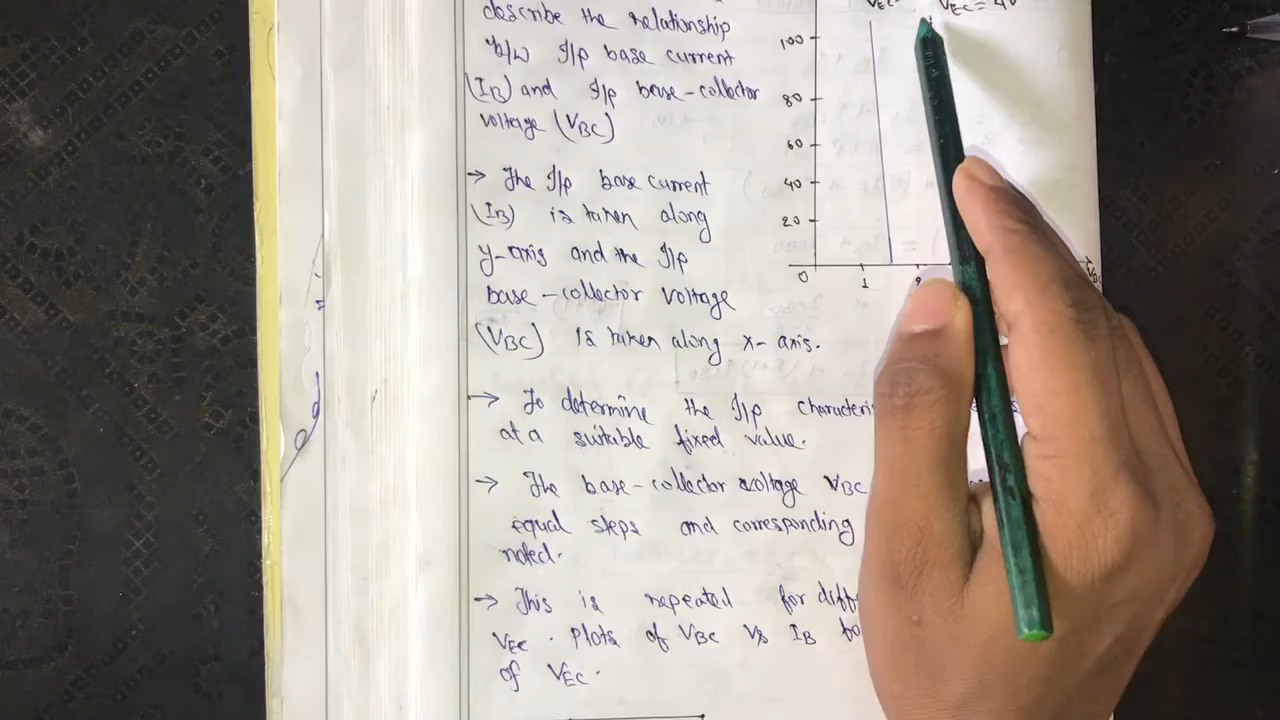 describe the relationship
b/w I/p base current
(IB) and I/p base-collector
voltage (VBC)
→ The I/p base current
(IB) is taken along
y-axis and the I/p
base-collector voltage
(VBC) is taken along x-axis.
→ To determine the I/p
at a suitable fixed value.
→ The base-collector voltage VBC
equal steps and corresponding
noted.
→ This is repeated for
VEC. Plots of VBC Vs IB
of VEC.
VEC = 4V
100
80
60
40
20
0 1